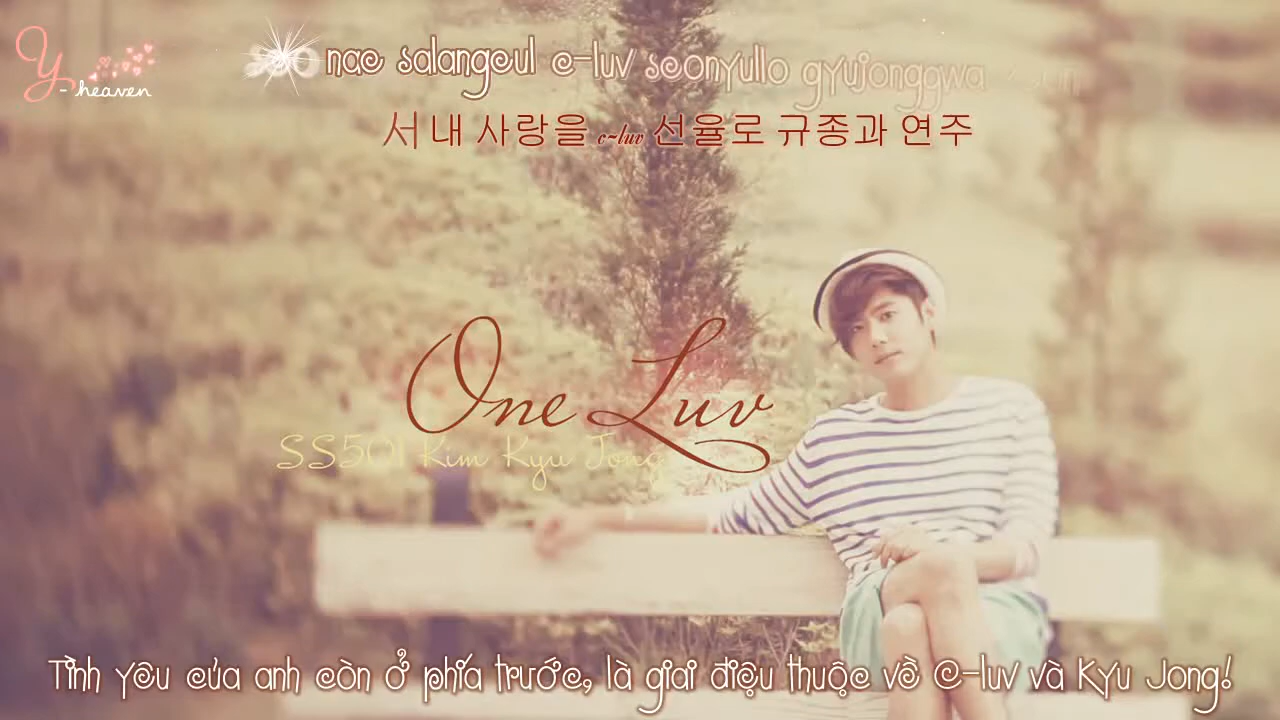 Y-heaven
nae salangeul e-luv seonyullo gyujonggwa
서 내 사랑을 e~luv 선율로 규종과 연주
One Luv
SS501 Kim Kyu Jong
Tình yêu của anh còn ở phía trước, là giai điệu thuộc về E-luv và Kyu Jong!